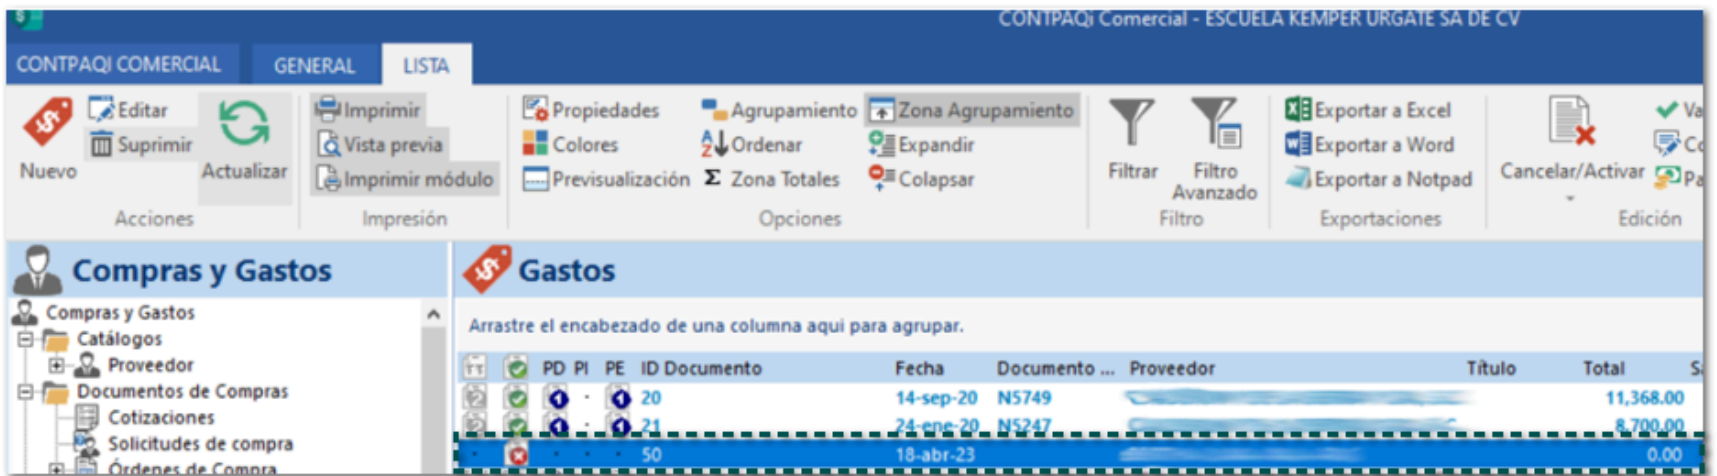 CONTPAQi Comercial - ESCUELA KEMPER URGATE SA DE CV
CONTPAQI COMERCIAL GENERAL LISTA
Nuevo Editar Suprimir Actualizar
Acciones
Imprimir
Vista previa
Imprimir módulo
Impresión
Propiedades Agrupamiento Zona Agrupamiento
Colores Ordenar Expandir
Previsualización Zona Totales Colapsar
Opciones
Filtrar Filtro Avanzado
Filtro
Exportar a Excel
Exportar a Word
Exportar a Notpad
Exportaciones
Cancelar/Activar
Edición
Compras y Gastos
Compras y Gastos
Catálogos
Proveedor
Documentos de Compras
Cotizaciones
Solicitudes de compra
Órdenes de Compra
Gastos
Arrastre el encabezado de una columna aqui para agrupar.
PD PI PE ID Documento Fecha Documento ... Proveedor Título Total
20 14-sep-20 N5749 11,368.00
21 24-ene-20 N5247 8,700.00
50 18-abr-23 0.00